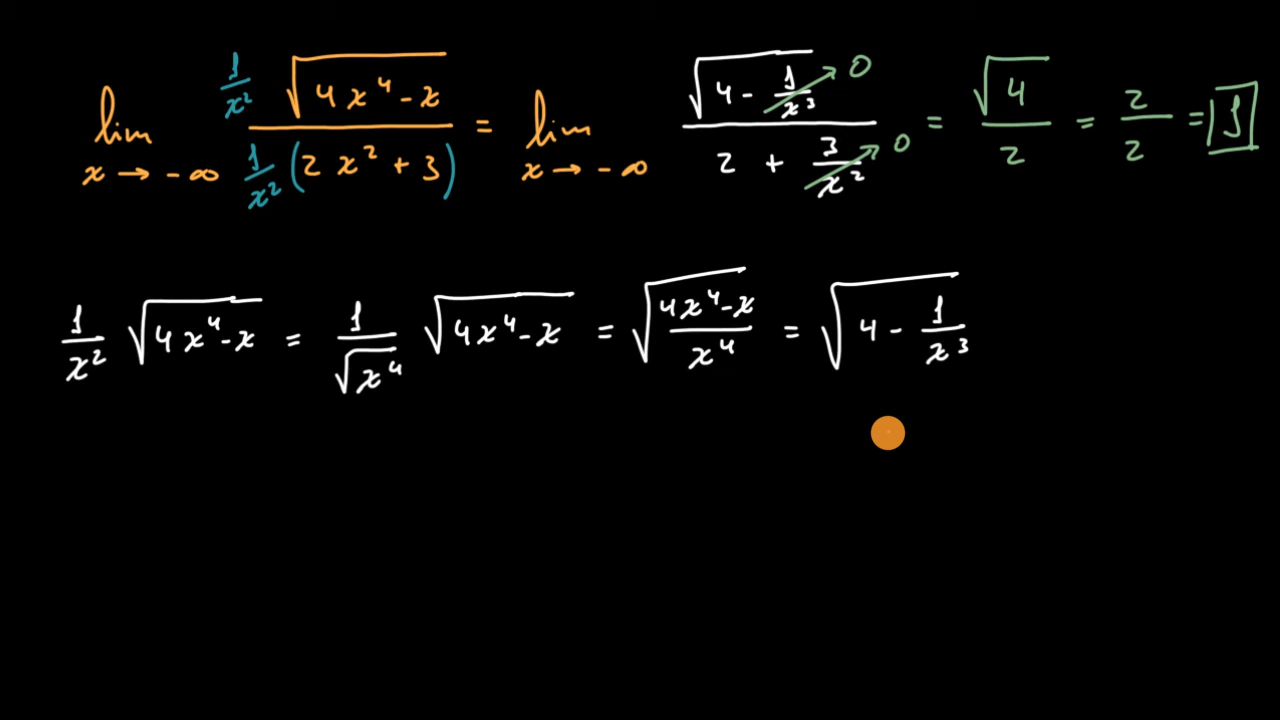 lim x → -∞ 1/x² √(4x⁴ - x) / 1/x² (2x² + 3) = lim x → -∞ √(4 - 1/x³ → 0) / (2 + 3/x² → 0) = √4 / 2 = 2/2 = 1
1/x² √(4x⁴ - x) = 1/√x⁴ √(4x⁴ - x) = √((4x⁴ - x)/x⁴) = √(4 - 1/x³)